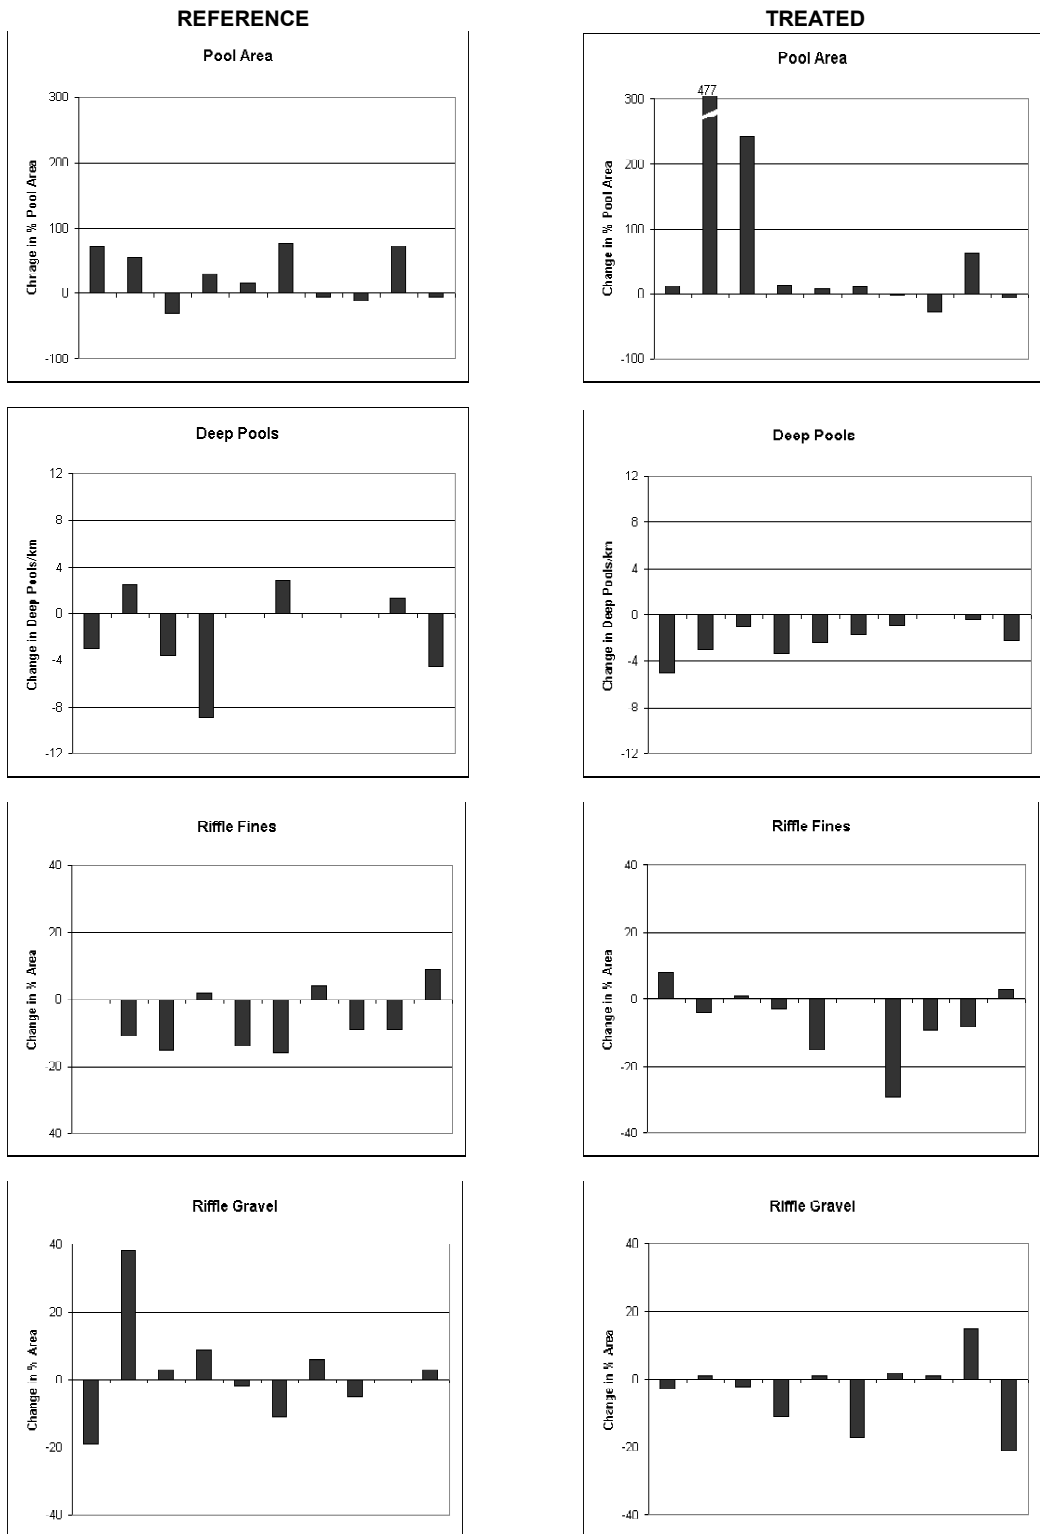 REFERENCE
TREATED
Pool Area
Chrage in % Pool Area
300
200
100
0
-100
Pool Area
Change in % Pool Area
477
300
200
100
0
-100
Deep Pools
Change in Deep Pools/km
12
8
4
0
-4
-8
-12
Deep Pools
Change in Deep Pools/km
12
8
4
0
-4
-8
-12
Riffle Fines
Change in % Area
40
20
0
-20
40
Riffle Fines
Change in % Area
40
20
0
-20
-40
Riffle Gravel
Change in % Area
40
20
0
-20
-40
Riffle Gravel
Change in % Area
40
20
0
-20
-40